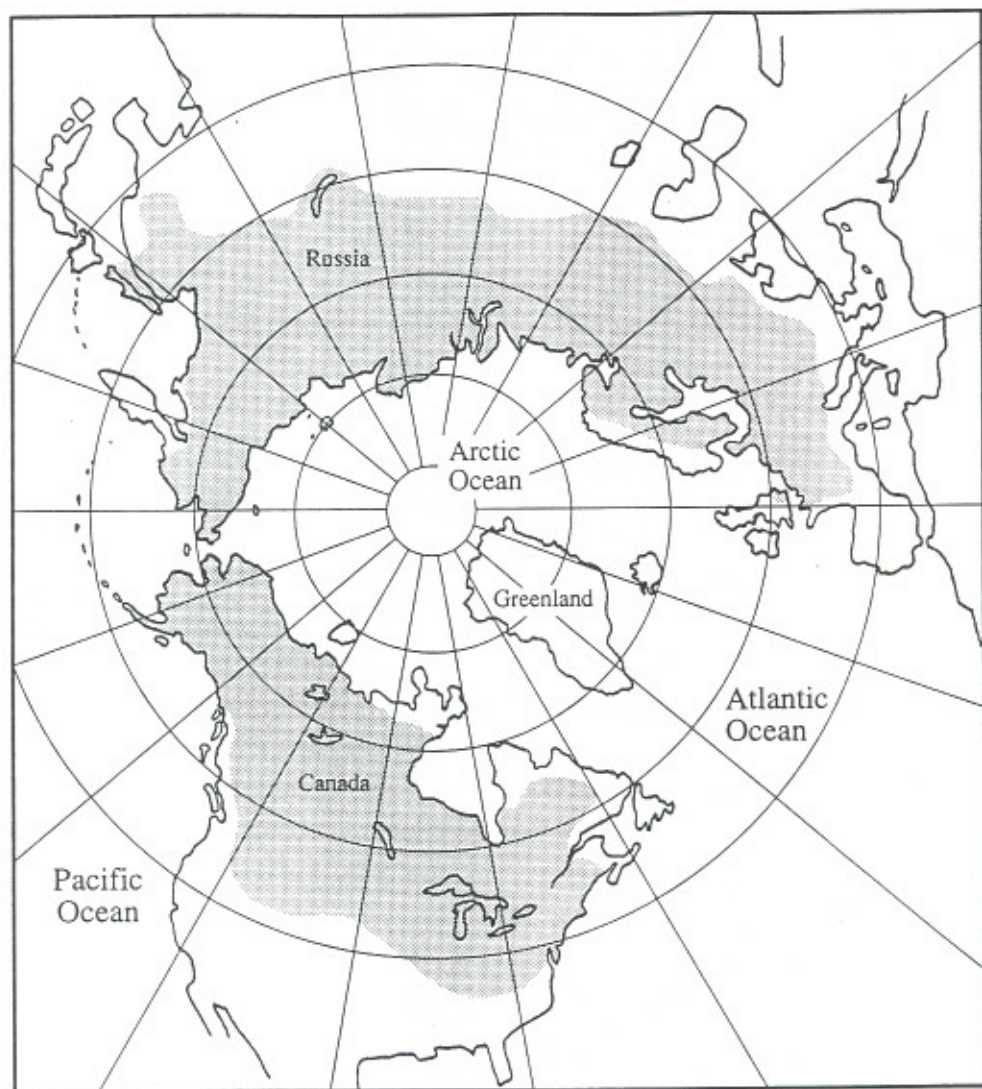 Russia
Arctic
Ocean
Greenland
Atlantic
Ocean
Canada
Pacific
Ocean